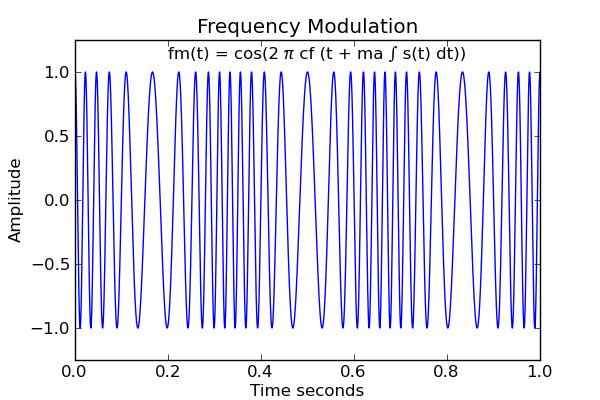 Frequency Modulation
fm(t) = cos(2 π cf (t + ma ∫ s(t) dt))
1.0
0.5
0.0
−0.5
−1.0
Amplitude
0.0 0.2 0.4 0.6 0.8 1.0
Time seconds